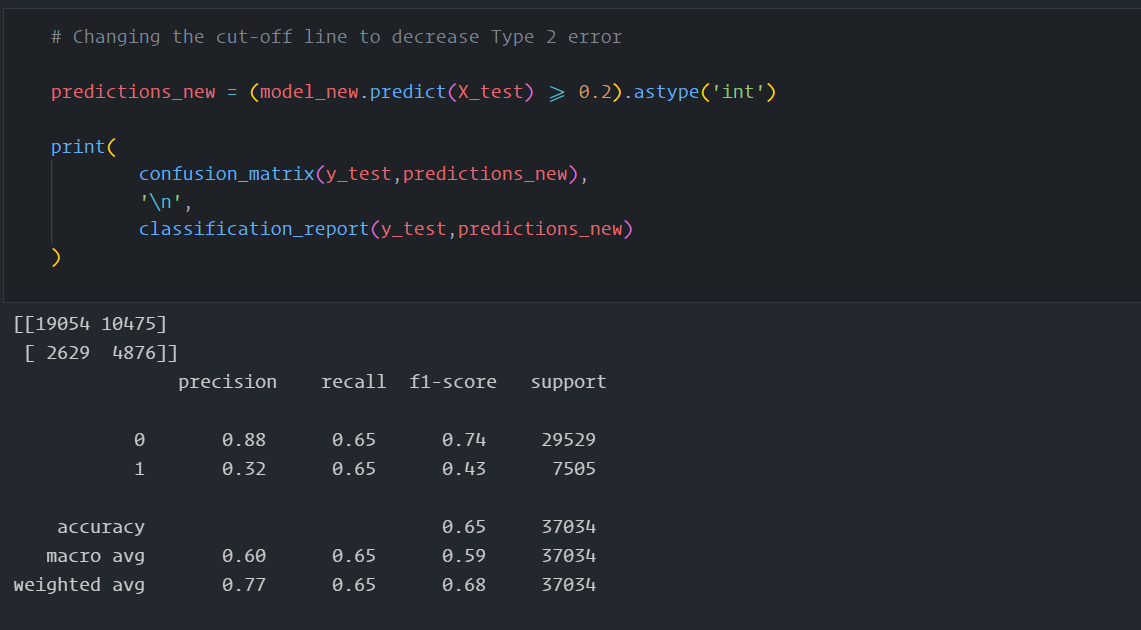 # Changing the cut-off line to decrease Type 2 error
predictions_new = (model_new.predict(X_test) >= 0.2).astype('int')
print(
confusion_matrix(y_test,predictions_new),
'\n',
classification_report(y_test,predictions_new)
)
[[19054 10475]
[ 2629 4876]]
precision recall f1-score support
0 0.88 0.65 0.74 29529
1 0.32 0.65 0.43 7505
accuracy 0.65 37034
macro avg 0.60 0.65 0.59 37034
weighted avg 0.77 0.65 0.68 37034